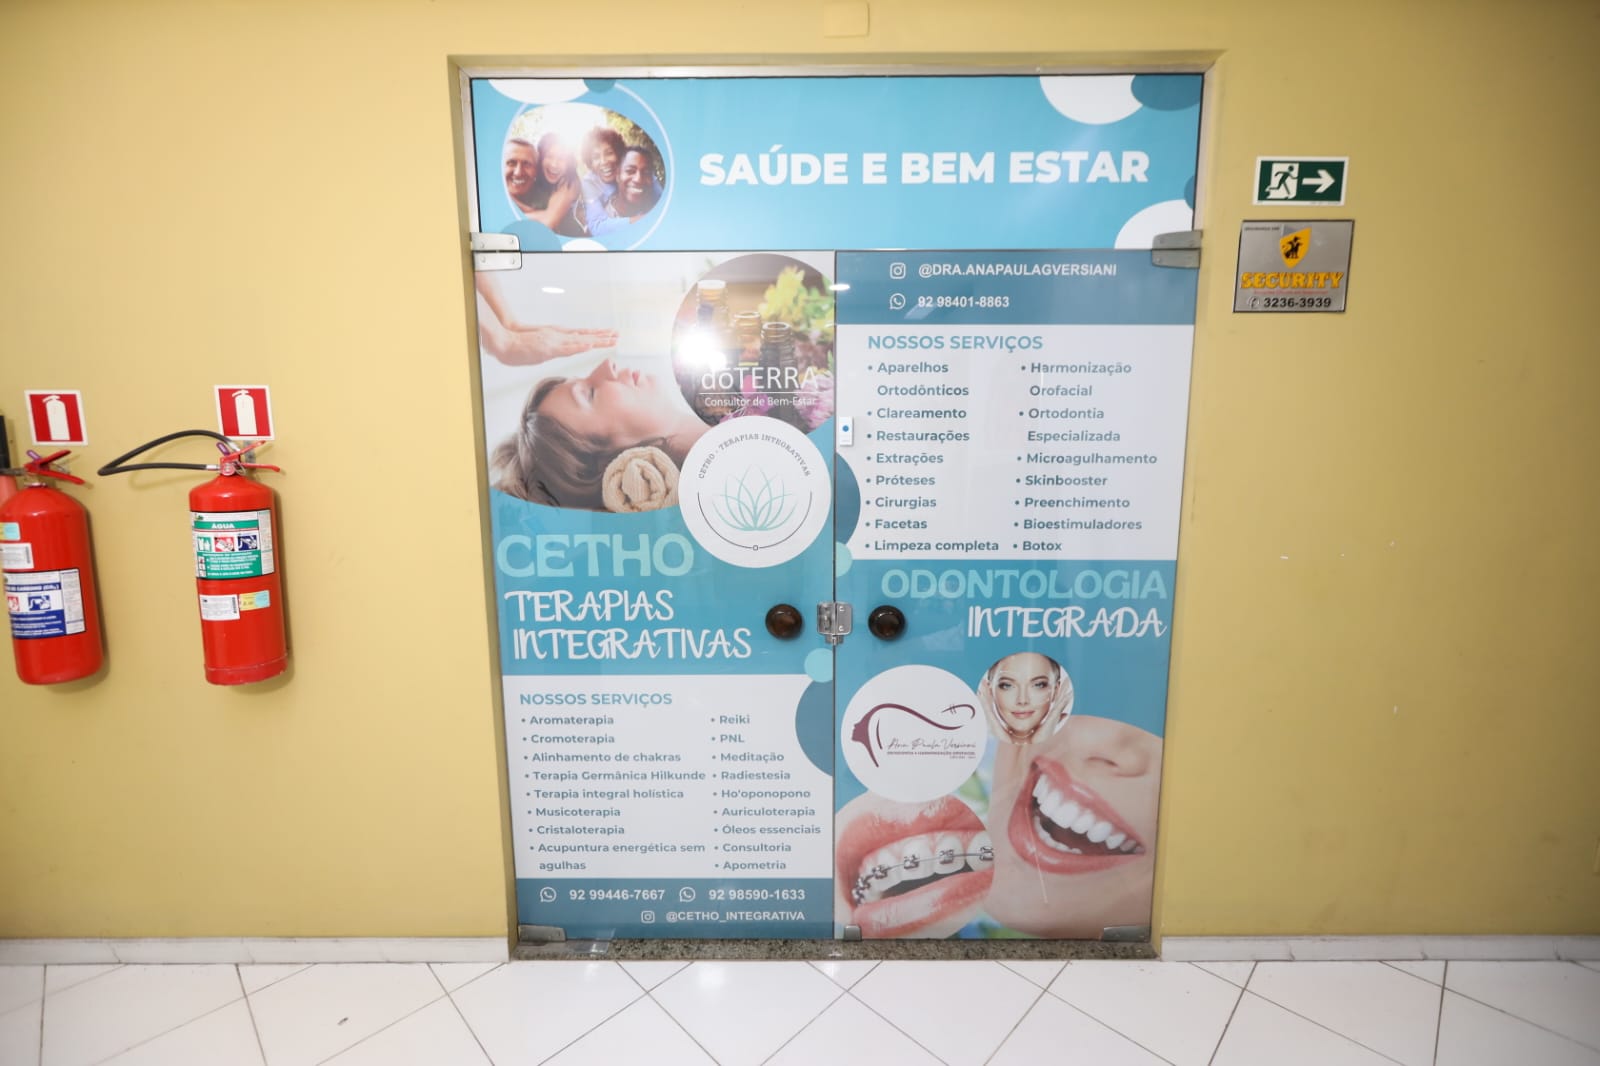 SAÚDE E BEM ESTAR
dōTERRA
Consultor de Bem-Estar
CETHO • TERAPIAS INTEGRATIVAS
CETHO
TERAPIAS
INTEGRATIVAS
NOSSOS SERVIÇOS
• Aromaterapia
• Cromoterapia
• Alinhamento de chakras
• Terapia Germânica Hilkunde
• Terapia integral holística
• Musicoterapia
• Cristaloterapia
• Acupuntura energética sem
agulhas
• Reiki
• PNL
• Meditação
• Radiestesia
• Ho'oponopono
• Auriculoterapia
• Óleos essenciais
• Consultoria
• Apometria
92 99446-7667 92 98590-1633
@CETHO_INTEGRATIVA
@DRA.ANAPAULAGVERSIANI
92 98401-8863
NOSSOS SERVIÇOS
• Aparelhos
Ortodônticos
• Clareamento
• Restaurações
• Extrações
• Próteses
• Cirurgias
• Facetas
• Limpeza completa
• Harmonização
Orofacial
• Ortodontia
Especializada
• Microagulhamento
• Skinbooster
• Preenchimento
• Bioestimuladores
• Botox
ODONTOLOGIA
INTEGRADA
Ana Paula Versiani
SECURITY
3236-3939
ÁGUA